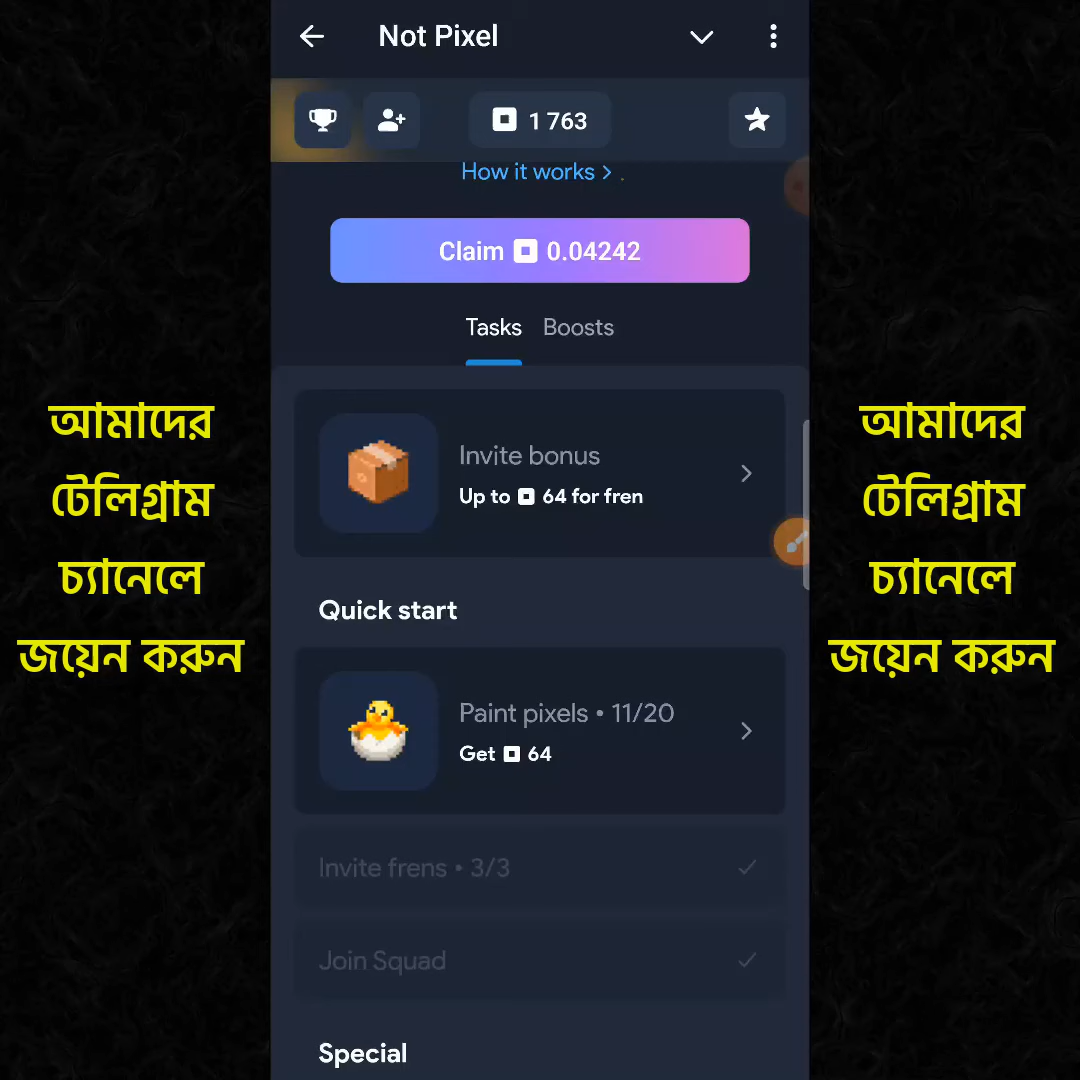 Not Pixel
1 763
How it works >
Claim 0.04242
Tasks Boosts
আমাদের
টেলিগ্রাম
চ্যানেলে
জয়েন করুন
Invite bonus
Up to 64 for fren
Quick start
Paint pixels • 11/20
Get 64
Invite frens • 3/3
Join Squad
Special
আমাদের
টেলিগ্রাম
চ্যানেলে
জয়েন করুন